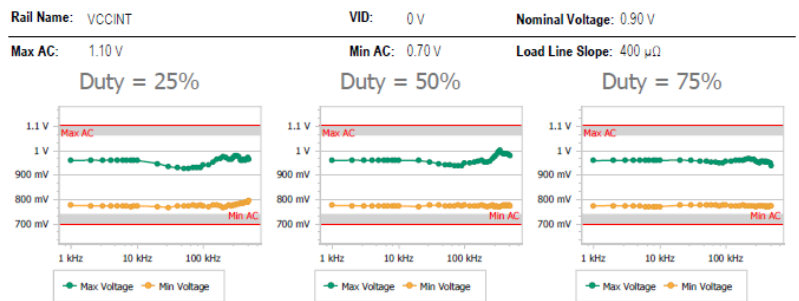 Rail Name: VCCINT VID: 0 V Nominal Voltage: 0.90 V
Max AC: 1.10 V Min AC: 0.70 V Load Line Slope: 400 µΩ
Duty = 25% Duty = 50% Duty = 75%
1.1 V Max AC 1.1 V Max AC 1.1 V Max AC
1 V 1 V 1 V
900 mV 900 mV 900 mV
800 mV 800 mV 800 mV
700 mV Min AC 700 mV Min AC 700 mV Min AC
1 kHz 10 kHz 100 kHz 1 kHz 10 kHz 100 kHz 1 kHz 10 kHz 100 kHz
Max Voltage Min Voltage Max Voltage Min Voltage Max Voltage Min Voltage